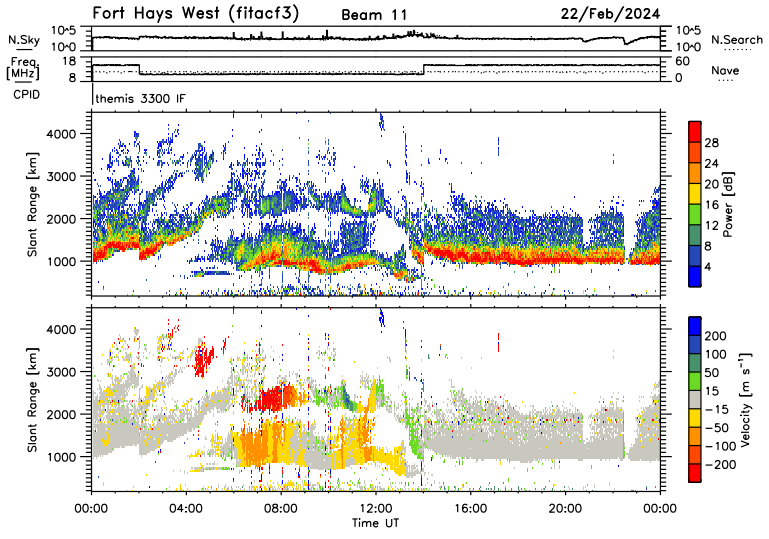 Fort Hays West (fitacf3) Beam 11 22/Feb/2024
N.Sky 10^5 10^0 10^5 10^0 N.Search
Freq. [MHz] 18 8 60 0 Nave
CPID themis 3300 IF
Slant Range [km] 4000 3000 2000 1000
Power [dB] 28 24 20 16 12 8 4
Slant Range [km] 4000 3000 2000 1000
Velocity [m s⁻¹] 200 100 50 15 −15 −50 −100 −200
00:00 04:00 08:00 12:00 16:00 20:00 00:00
Time UT